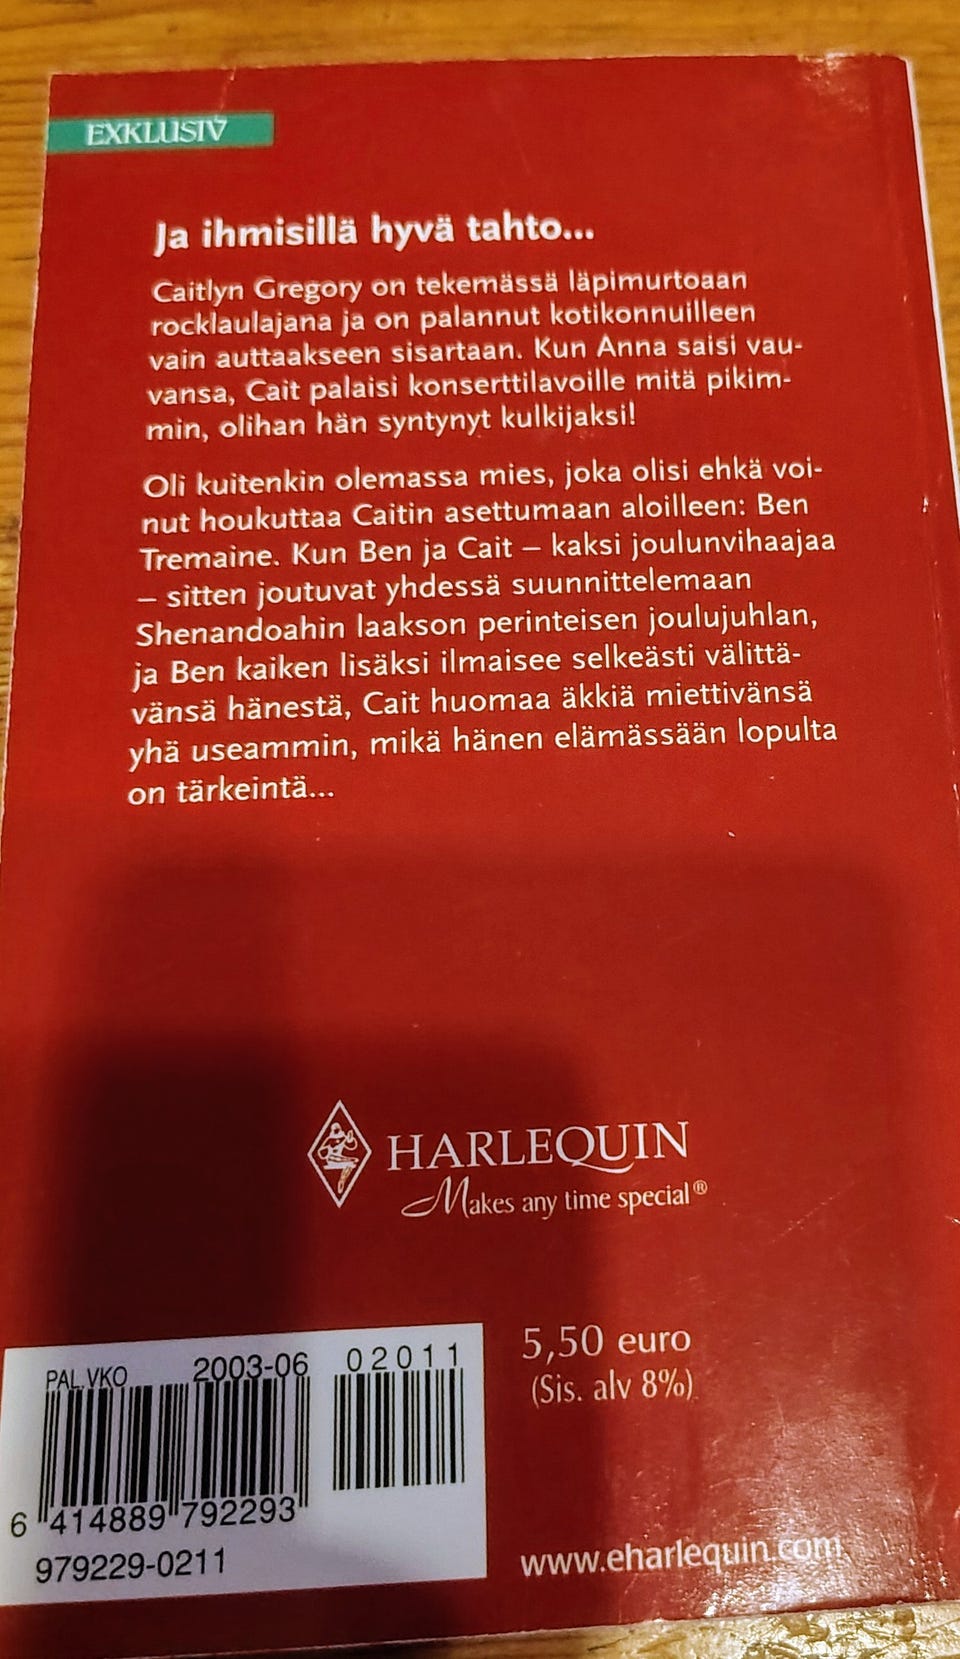 EXKLUSIV
Ja ihmisillä hyvä tahto...
Caitlyn Gregory on tekemässä läpimurtoaan
rocklaulajana ja on palannut kotikonnuilleen
vain auttaakseen sisartaan. Kun Anna saisi vau-
vansa, Cait palaisi konserttilavoille mitä pikim-
min, olihan hän syntynyt kulkijaksi!
Oli kuitenkin olemassa mies, joka olisi ehkä voi-
nut houkuttaa Caitin asettumaan aloilleen: Ben
Tremaine. Kun Ben ja Cait – kaksi joulunvihaajaa
– sitten joutuvat yhdessä suunnittelemaan
Shenandoahin laakson perinteisen joulujuhlan,
ja Ben kaiken lisäksi ilmaisee selkeästi välittä-
vänsä hänestä, Cait huomaa äkkiä miettivänsä
yhä useammin, mikä hänen elämässään lopulta
on tärkeintä...
HARLEQUIN
Makes any time special®
5,50 euro
(Sis. alv 8%)
PAL.VKO 2003-06 02011
6 414889 792293
979229-0211
www.eharlequin.com